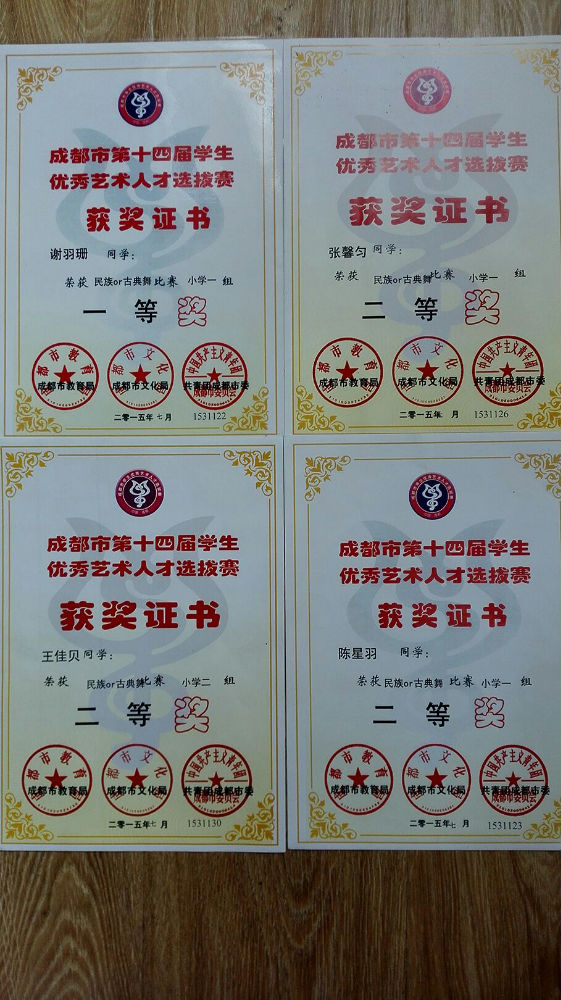 成都市第十四届学生
优秀艺术人才选拔赛
获奖证书
谢羽珊 同学:
荣获 民族or古典舞 比赛 小学一 组
一等奖
成都市教育局 成都市文化局 共青团成都市委
二零一五年七月 1531122
成都市第十四届学生
优秀艺术人才选拔赛
获奖证书
张馨匀 同学:
荣获 民族or古典舞 比赛 小学一 组
二等奖
成都市教育局 成都市文化局 共青团成都市委
二零一五年 月 1531126
成都市第十四届学生
优秀艺术人才选拔赛
获奖证书
王佳贝 同学:
荣获 民族or古典舞 比赛 小学二 组
二等奖
成都市教育局 成都市文化局 共青团成都市委
二零一五年七月 1531130
成都市第十四届学生
优秀艺术人才选拔赛
获奖证书
陈星羽 同学:
荣获 民族or古典舞 比赛 小学一 组
二等奖
成都市教育局 成都市文化局 共青团成都市委
二零一五年七月 1531123